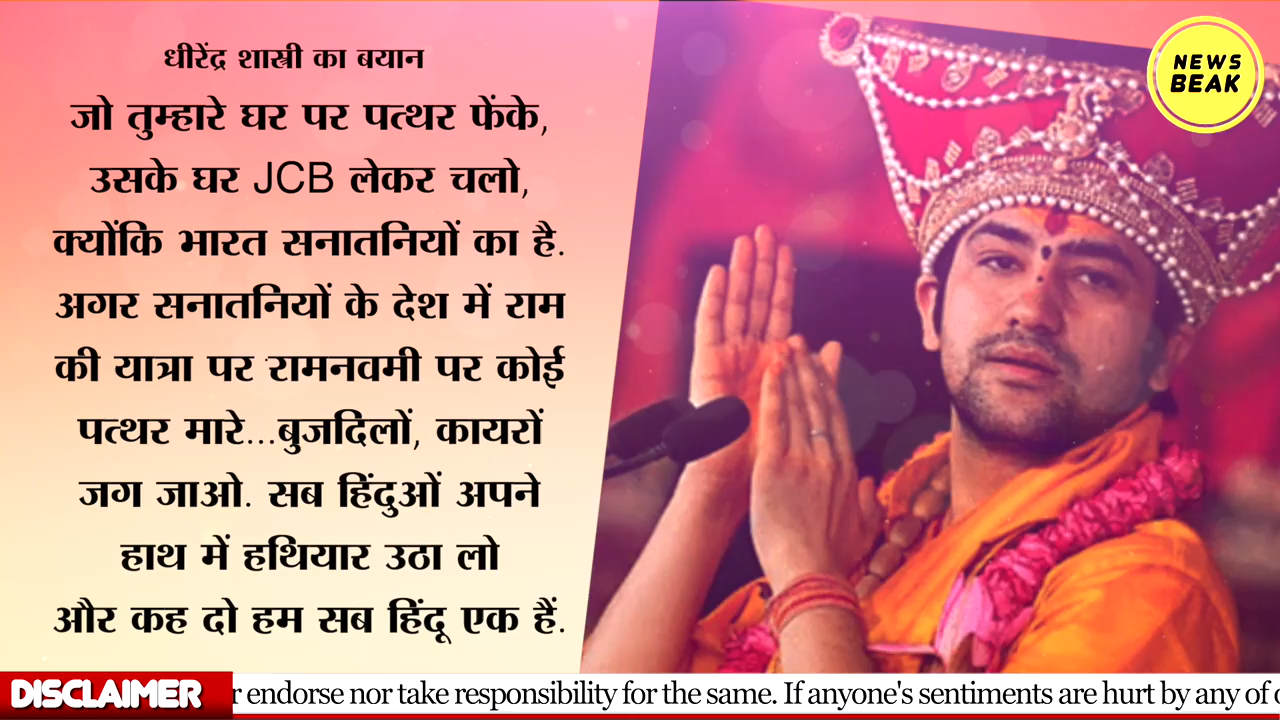 धीरेंद्र शास्त्री का बयान
जो तुम्हारे घर पर पत्थर फेंके,
उसके घर JCB लेकर चलो,
क्योंकि भारत सनातनियों का है.
अगर सनातनियों के देश में राम
की यात्रा पर रामनवमी पर कोई
पत्थर मारे...बुजदिलों, कायरों
जग जाओ. सब हिंदुओं अपने
हाथ में हथियार उठा लो
और कह दो हम सब हिंदू एक हैं.
NEWS
BEAK
DISCLAIMER
r endorse nor take responsibility for the same. If anyone's sentiments are hurt by any of